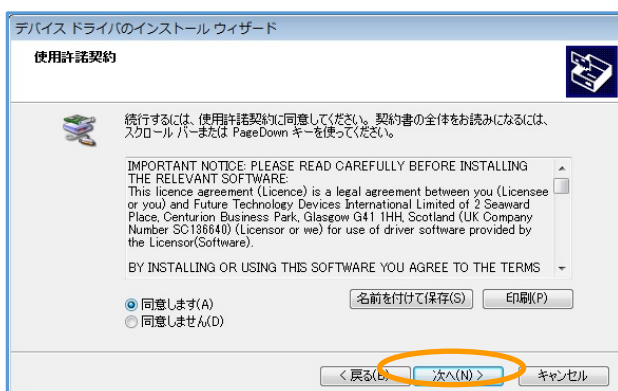 デバイス ドライバのインストール ウィザード
使用許諾契約
続行するには、使用許諾契約に同意してください。契約書の全体をお読みになるには、
スクロール バーまたは PageDown キーを使ってください。
IMPORTANT NOTICE: PLEASE READ CAREFULLY BEFORE INSTALLING
THE RELEVANT SOFTWARE:
This licence agreement (Licence) is a legal agreement between you (Licensee
or you) and Future Technology Devices International Limited of 2 Seaward
Place, Centurion Business Park, Glasgow G41 1HH, Scotland (UK Company
Number SC136640) (Licensor or we) for use of driver software provided by
the Licensor(Software).
BY INSTALLING OR USING THIS SOFTWARE YOU AGREE TO THE TERMS
同意します(A)
名前を付けて保存(S)
印刷(P)
同意しません(D)
< 戻る(B)
次へ(N) >
キャンセル